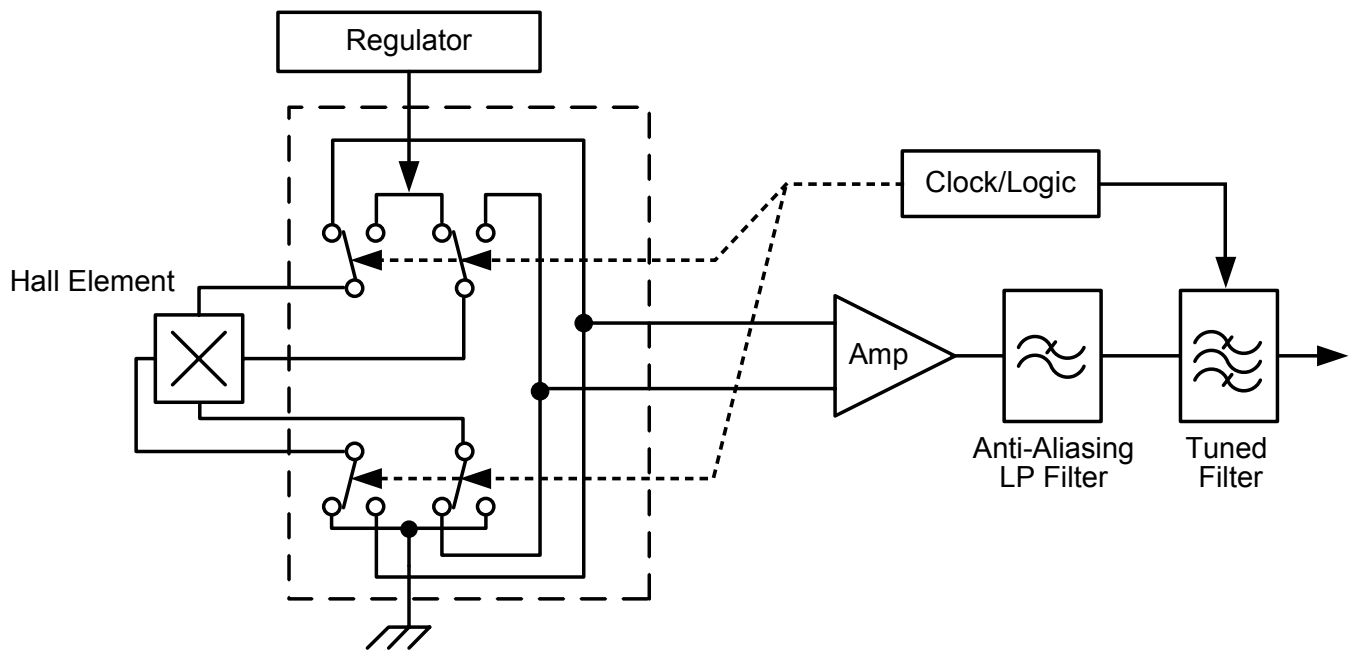 Regulator
Clock/Logic
Hall Element
Amp
Anti-Aliasing
LP Filter
Tuned
Filter